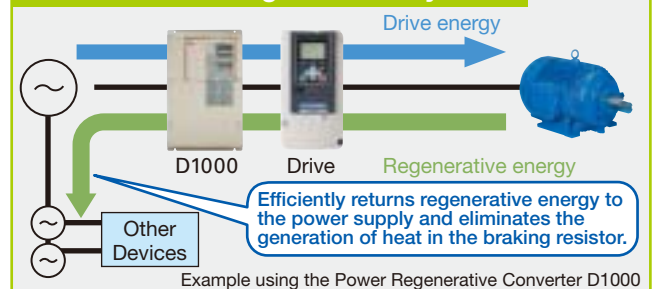 Drive energy
D1000
Drive
Regenerative energy
Efficiently returns regenerative energy to
the power supply and eliminates the
generation of heat in the braking resistor.
Other
Devices
Example using the Power Regenerative Converter D1000